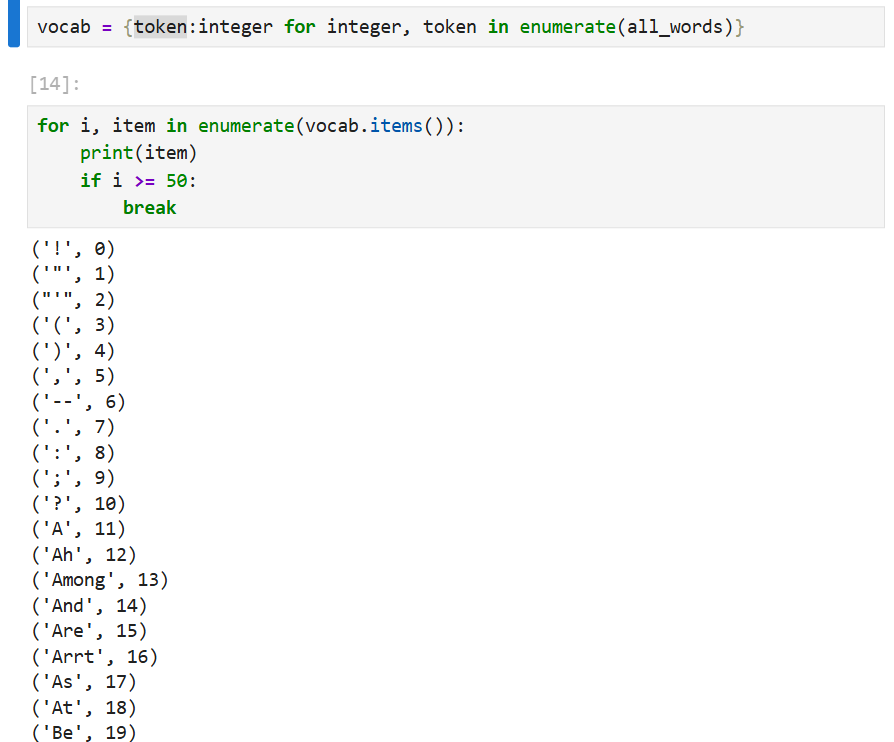 vocab = {token:integer for integer, token in enumerate(all_words)}
[14]:
for i, item in enumerate(vocab.items()):
    print(item)
    if i >= 50:
        break
('!', 0)
('"', 1)
("'", 2)
('(', 3)
(')', 4)
(',', 5)
('--', 6)
('.', 7)
(':', 8)
(';', 9)
('?', 10)
('A', 11)
('Ah', 12)
('Among', 13)
('And', 14)
('Are', 15)
('Arrt', 16)
('As', 17)
('At', 18)
('Be', 19)